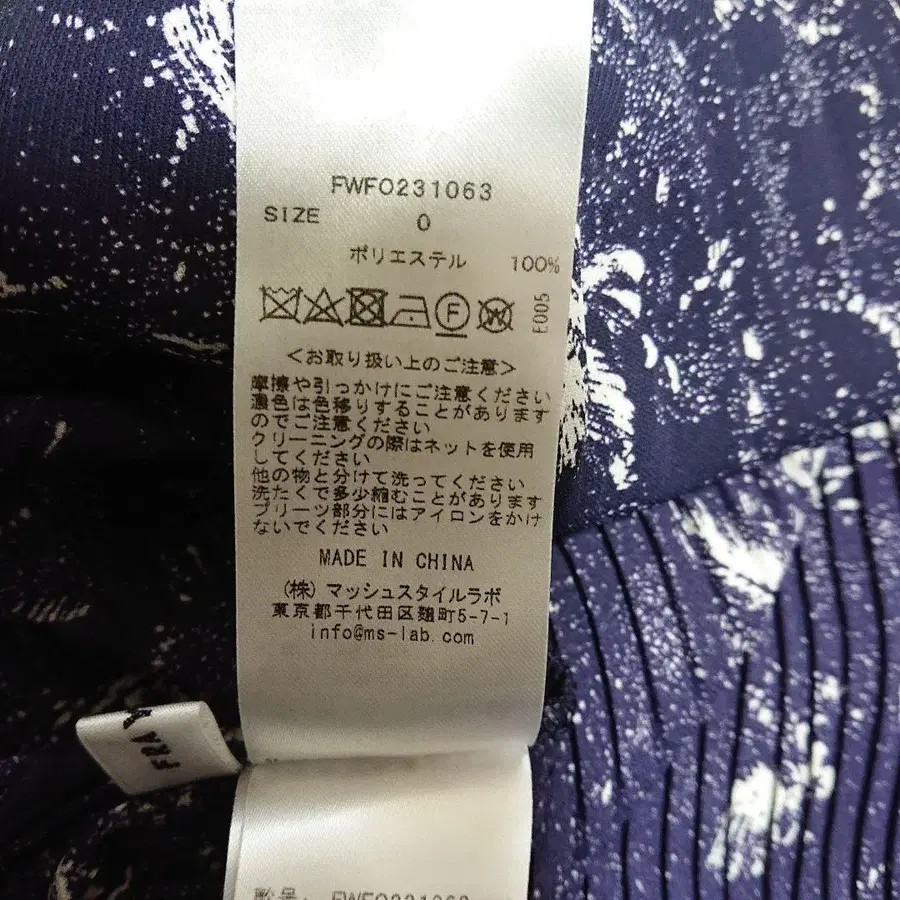 FWFO231063
SIZE 0
ポリエステル 100%
F
W
E005
<お取り扱い上のご注意>
摩擦や引っかけにご注意ください
濃色は色移りすることがあります
のでご注意ください
クリーニングの際はネットを使用
してください
他の物と分けて洗ってください
洗たくで多少縮むことがあります
プリーツ部分にはアイロンをかけ
ないでください
MADE IN CHINA
(株) マッシュスタイルラボ
東京都千代田区麹町5-7-1
info@ms-lab.com
FRA
FWFO231063